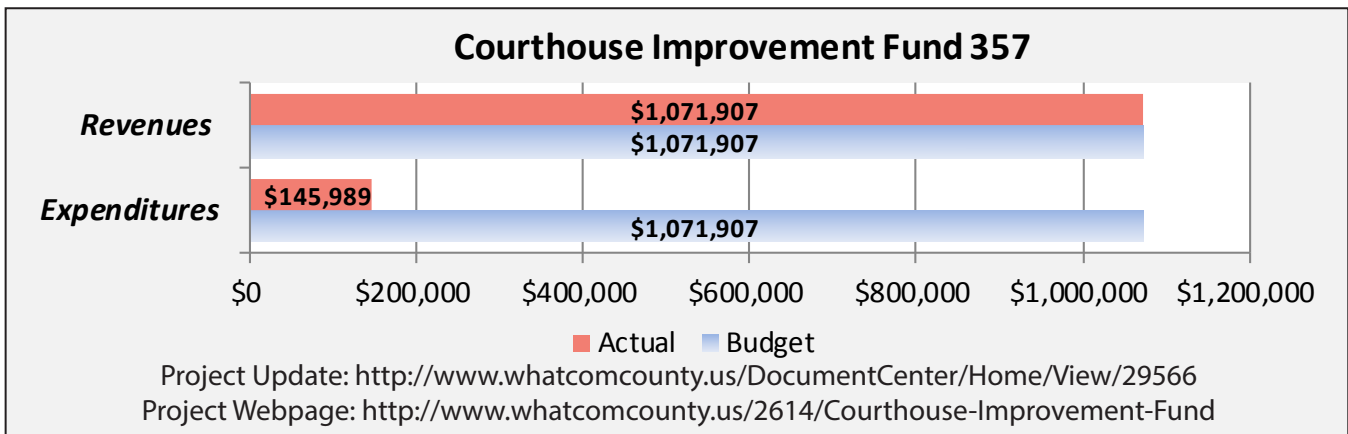 Courthouse Improvement Fund 357
Revenues
$1,071,907
$1,071,907
Expenditures
$145,989
$1,071,907
$0 $200,000 $400,000 $600,000 $800,000 $1,000,000 $1,200,000
Actual Budget
Project Update: http://www.whatcomcounty.us/DocumentCenter/Home/View/29566
Project Webpage: http://www.whatcomcounty.us/2614/Courthouse-Improvement-Fund